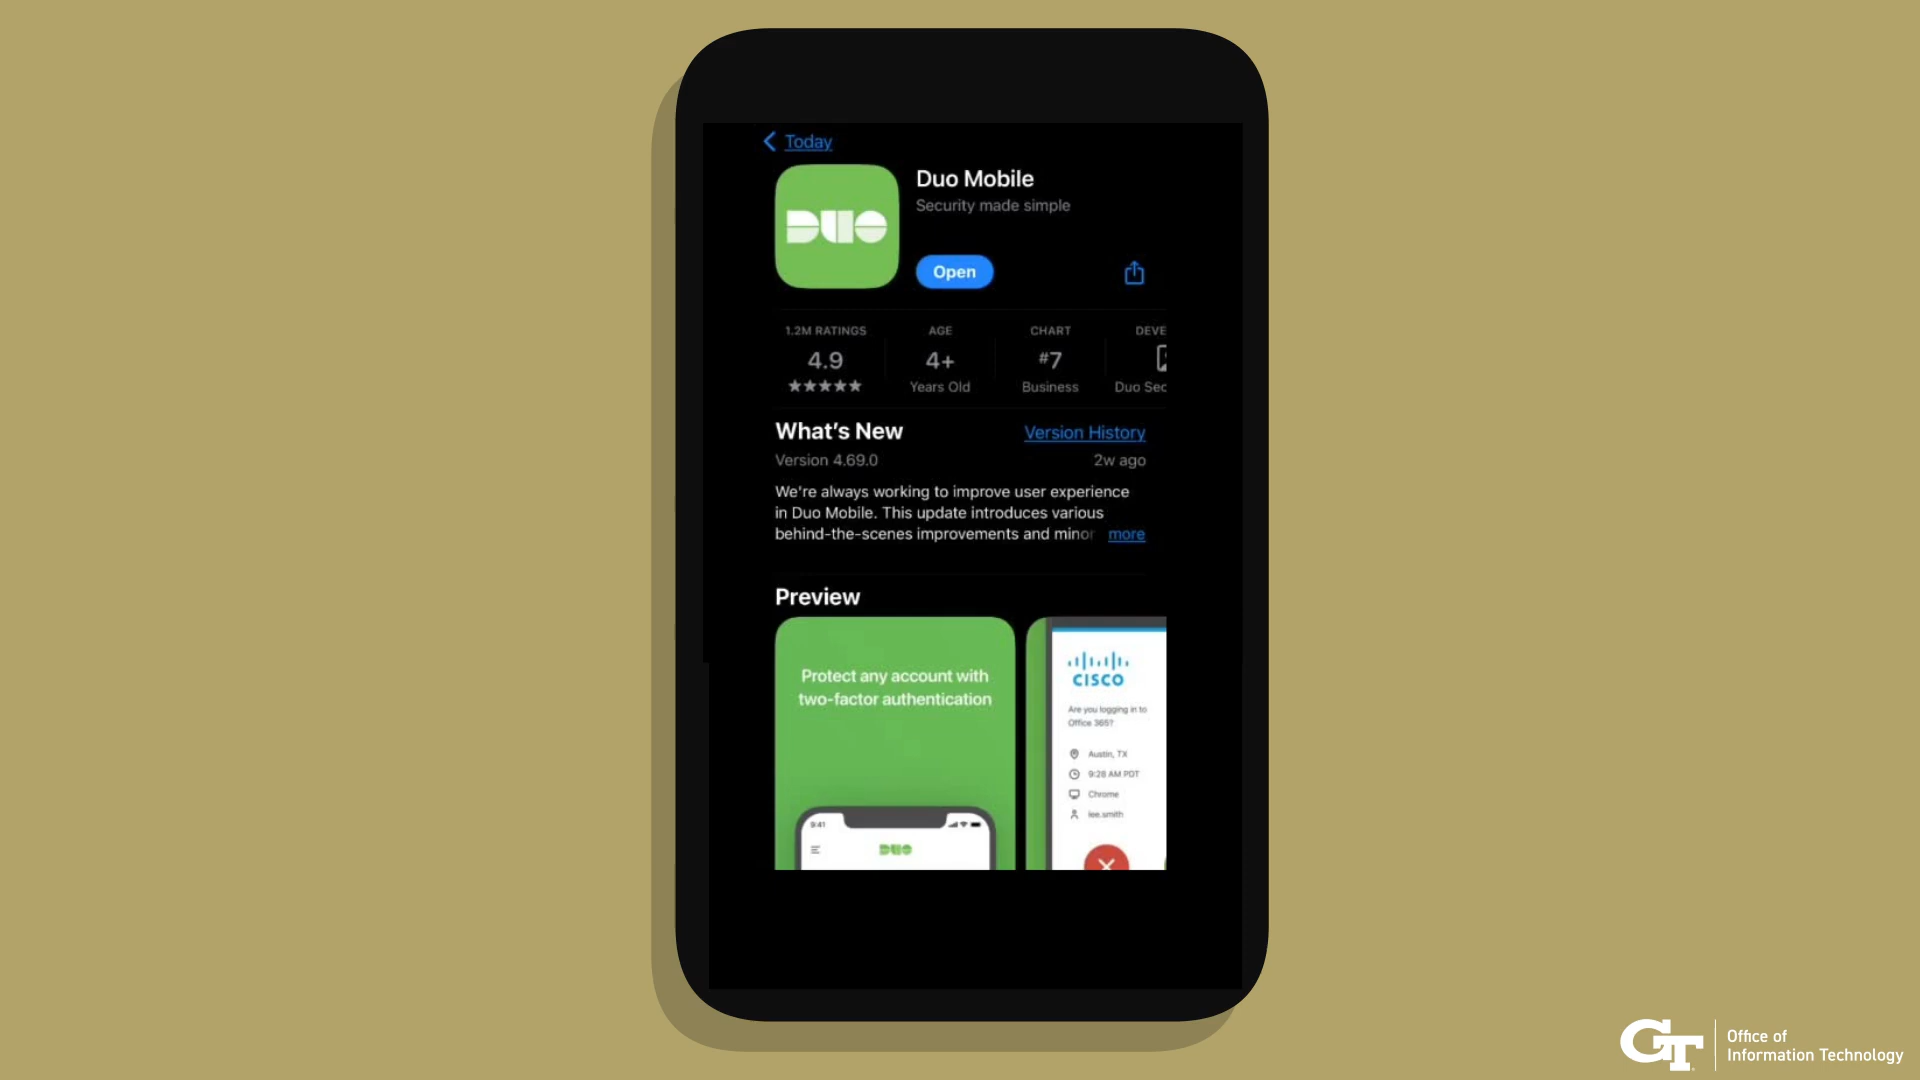 Today
DUO
Duo Mobile
Security made simple
Open
1.2M RATINGS
4.9
AGE
4+
Years Old
CHART
#7
Business
DEVE
Duo Sec
What's New
Version History
Version 4.69.0
2w ago
We're always working to improve user experience
in Duo Mobile. This update introduces various
behind-the-scenes improvements and minor more
Preview
Protect any account with
two-factor authentication
9:41
DUO
CISCO
Are you logging in to
Office 365?
Austin, TX
9:28 AM PDT
Chrome
lee.smith
GT
Office of
Information Technology